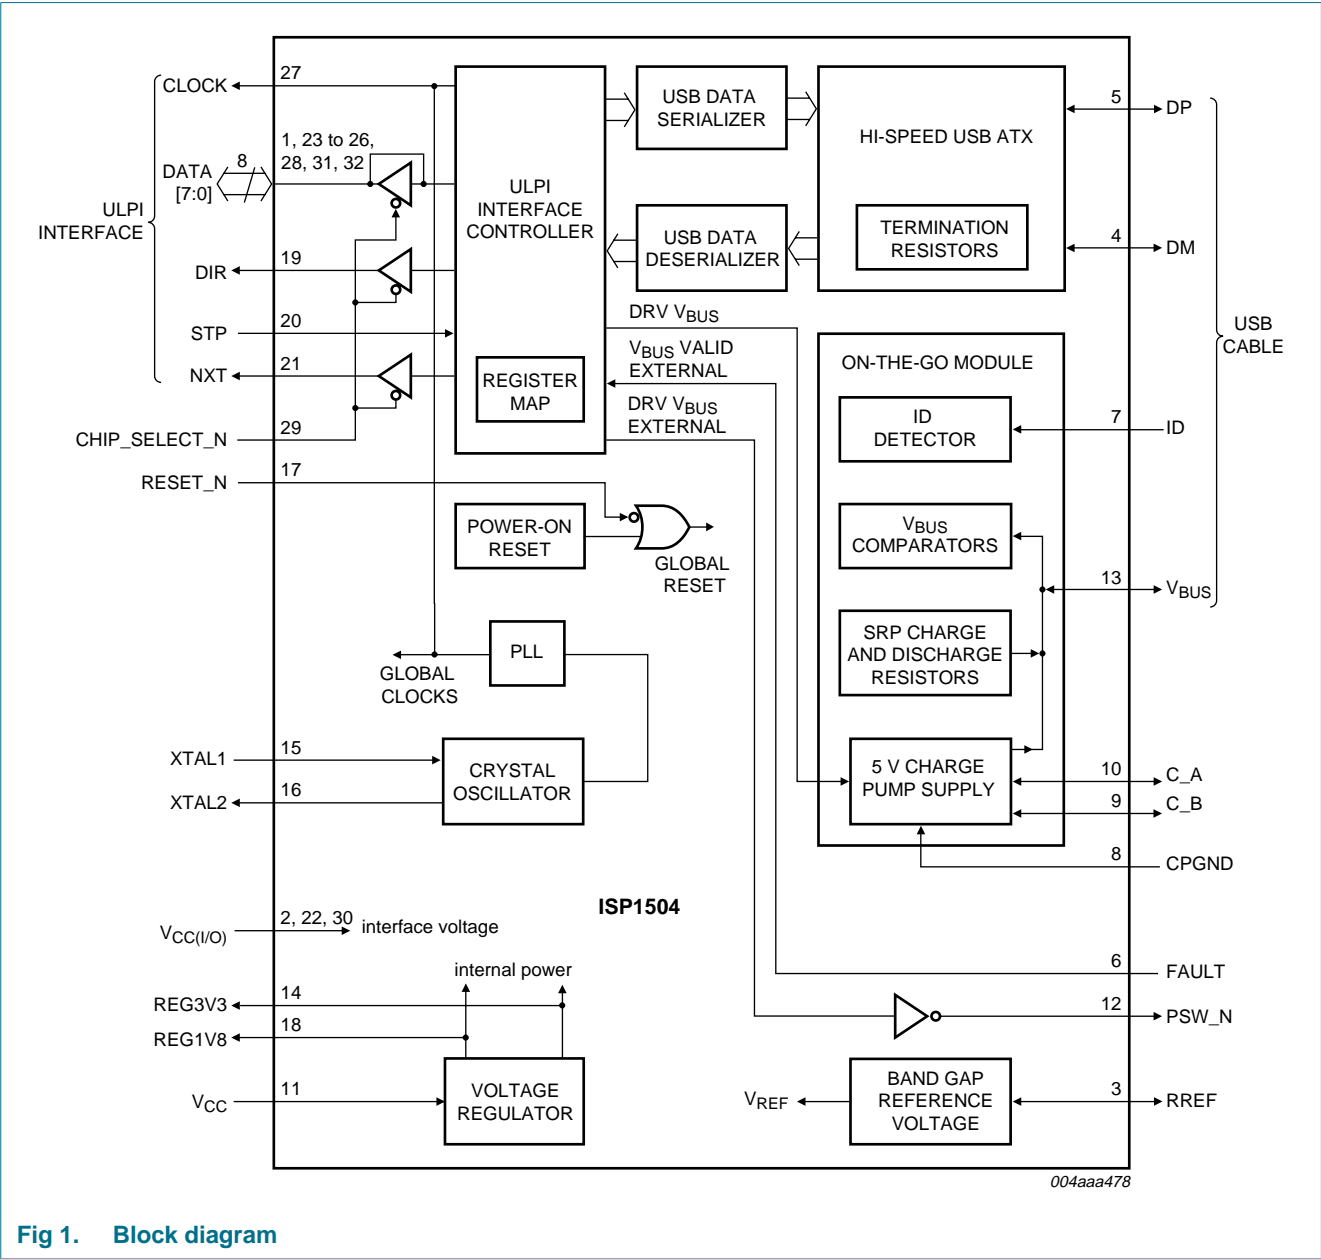 CLOCK
27
1, 23 to 26,
28, 31, 32
DATA
[7:0]
8
ULPI
INTERFACE
DIR
19
STP
20
NXT
21
CHIP_SELECT_N
29
RESET_N
17
ULPI
INTERFACE
CONTROLLER
REGISTER
MAP
USB DATA
SERIALIZER
USB DATA
DESERIALIZER
HI-SPEED USB ATX
TERMINATION
RESISTORS
5
DP
4
DM
USB
CABLE
DRV VBUS
VBUS VALID
EXTERNAL
DRV VBUS
EXTERNAL
ON-THE-GO MODULE
ID
DETECTOR
7
ID
VBUS
COMPARATORS
13
VBUS
SRP CHARGE
AND DISCHARGE
RESISTORS
5 V CHARGE
PUMP SUPPLY
10
C_A
9
C_B
8
CPGND
POWER-ON
RESET
GLOBAL
RESET
PLL
GLOBAL
CLOCKS
XTAL1
15
XTAL2
16
CRYSTAL
OSCILLATOR
ISP1504
VCC(I/O)
2, 22, 30
interface voltage
internal power
REG3V3
14
REG1V8
18
VCC
11
VOLTAGE
REGULATOR
6
FAULT
12
PSW_N
VREF
BAND GAP
REFERENCE
VOLTAGE
3
RREF
004aaa478
Fig 1. Block diagram